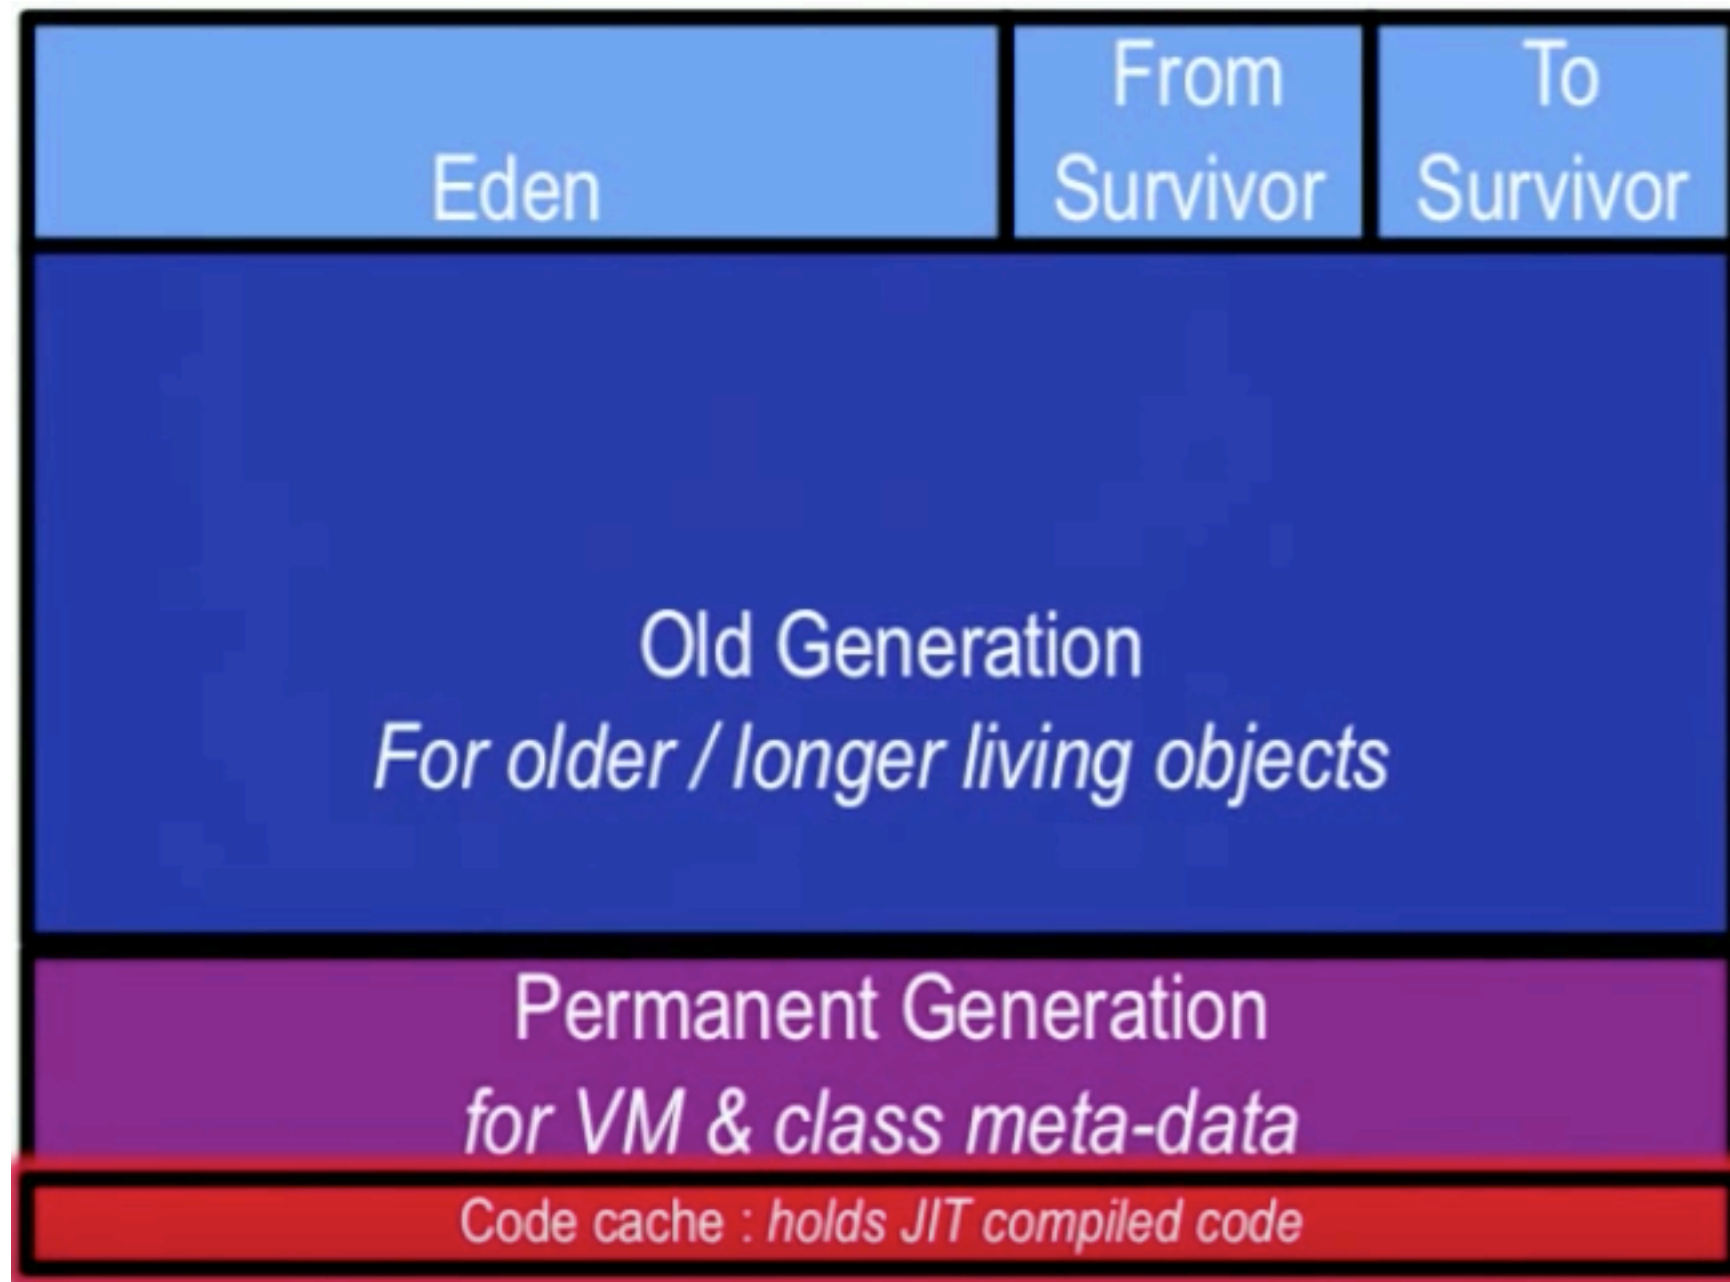 Eden
From
Survivor
To
Survivor
Old Generation
For older / longer living objects
Permanent Generation
for VM & class meta-data
Code cache : holds JIT compiled code